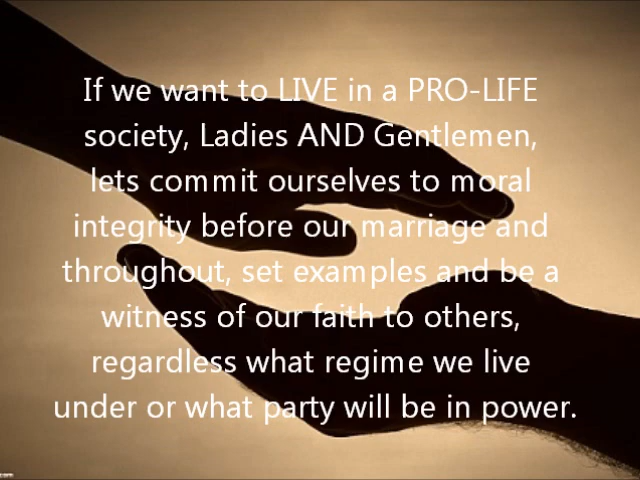 If we want to LIVE in a PRO-LIFE
society, Ladies AND Gentlemen,
lets commit ourselves to moral
integrity before our marriage and
throughout, set examples and be a
witness of our faith to others,
regardless what regime we live
under or what party will be in power.